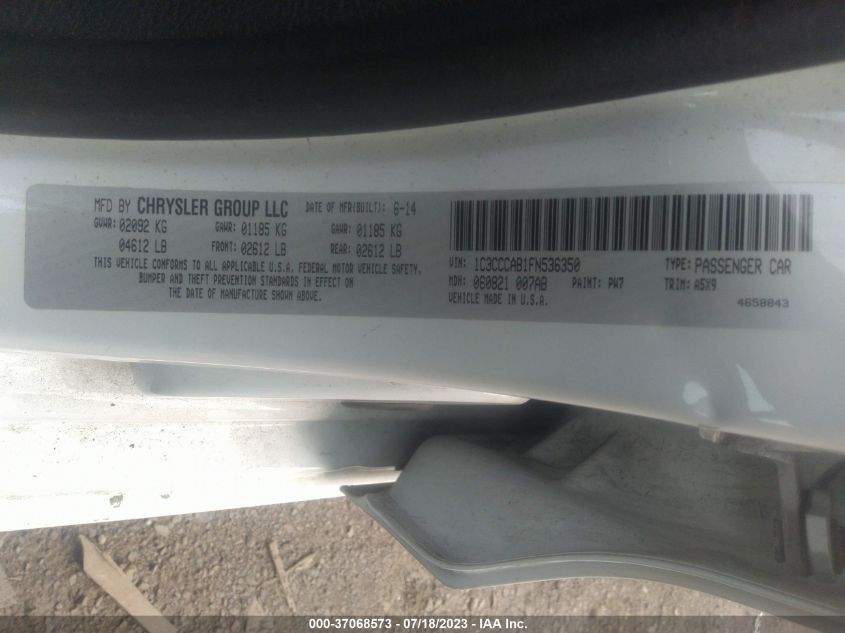 MFD BY CHRYSLER GROUP LLC DATE OF MFR(BUILT): 6-14
GVWR: 02092 KG GAWR: 01185 KG GAWR: 01185 KG
04612 LB FRONT: 02612 LB REAR: 02612 LB
THIS VEHICLE CONFORMS TO ALL APPLICABLE U.S.A. FEDERAL MOTOR VEHICLE SAFETY,
BUMPER AND THEFT PREVENTION STANDARDS IN EFFECT ON
THE DATE OF MANUFACTURE SHOWN ABOVE.
VIN: 1C3CCCAB1FN536350 TYPE: PASSENGER CAR
MDH: 060821 007AB PAINT: PW7 TRIM: A5X9
VEHICLE MADE IN U.S.A. 4658843
000-37068573 - 07/18/2023 - IAA Inc.